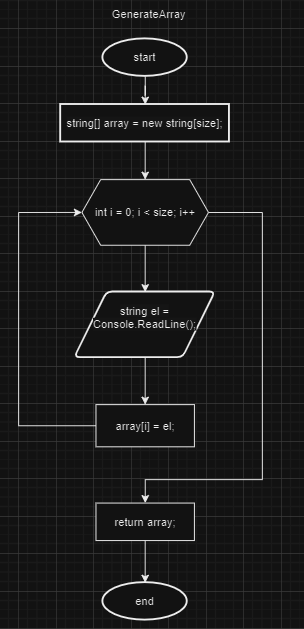 GenerateArray
start
string[] array = new string[size];
int i = 0; i < size; i++
string el =
Console.ReadLine();
array[i] = el;
return array;
end